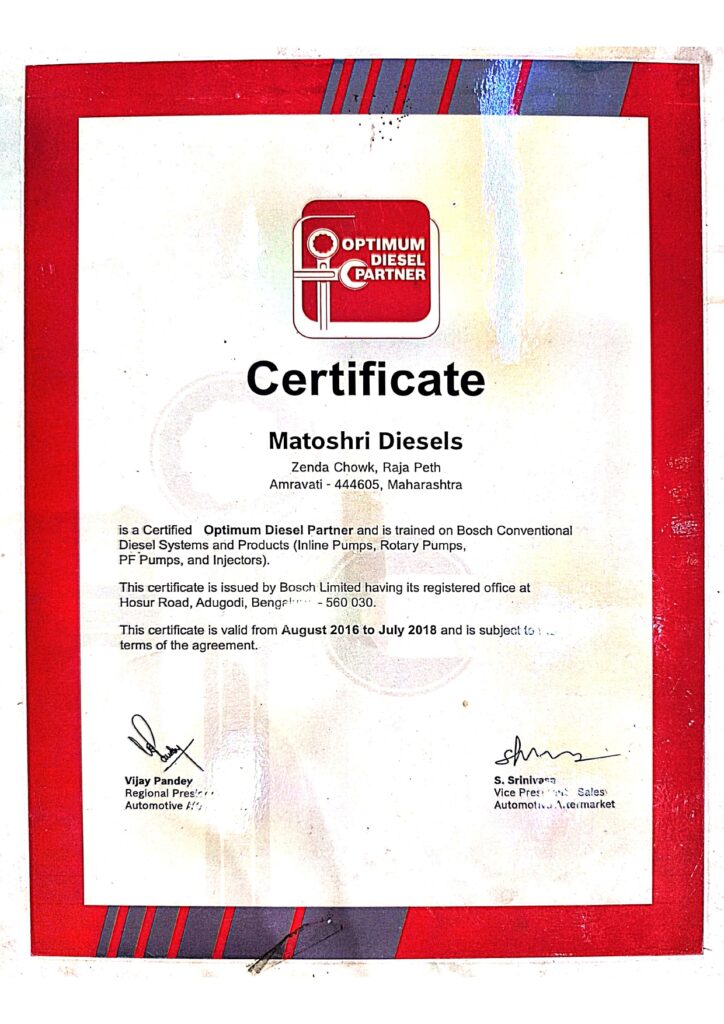 OPTIMUM
DIESEL
PARTNER
Certificate
Matoshri Diesels
Zenda Chowk, Raja Peth
Amravati - 444605, Maharashtra
is a Certified Optimum Diesel Partner and is trained on Bosch Conventional
Diesel Systems and Products (Inline Pumps, Rotary Pumps,
PF Pumps, and Injectors).
This certificate is issued by Bosch Limited having its registered office at
Hosur Road, Adugodi, - 560 030.
This certificate is valid from August 2016 to July 2018 and is subject to
terms of the agreement.
Vijay Pandey
Regional
Automotive
S. Srinivasan
Vice Sales
Automotive Aftermarket